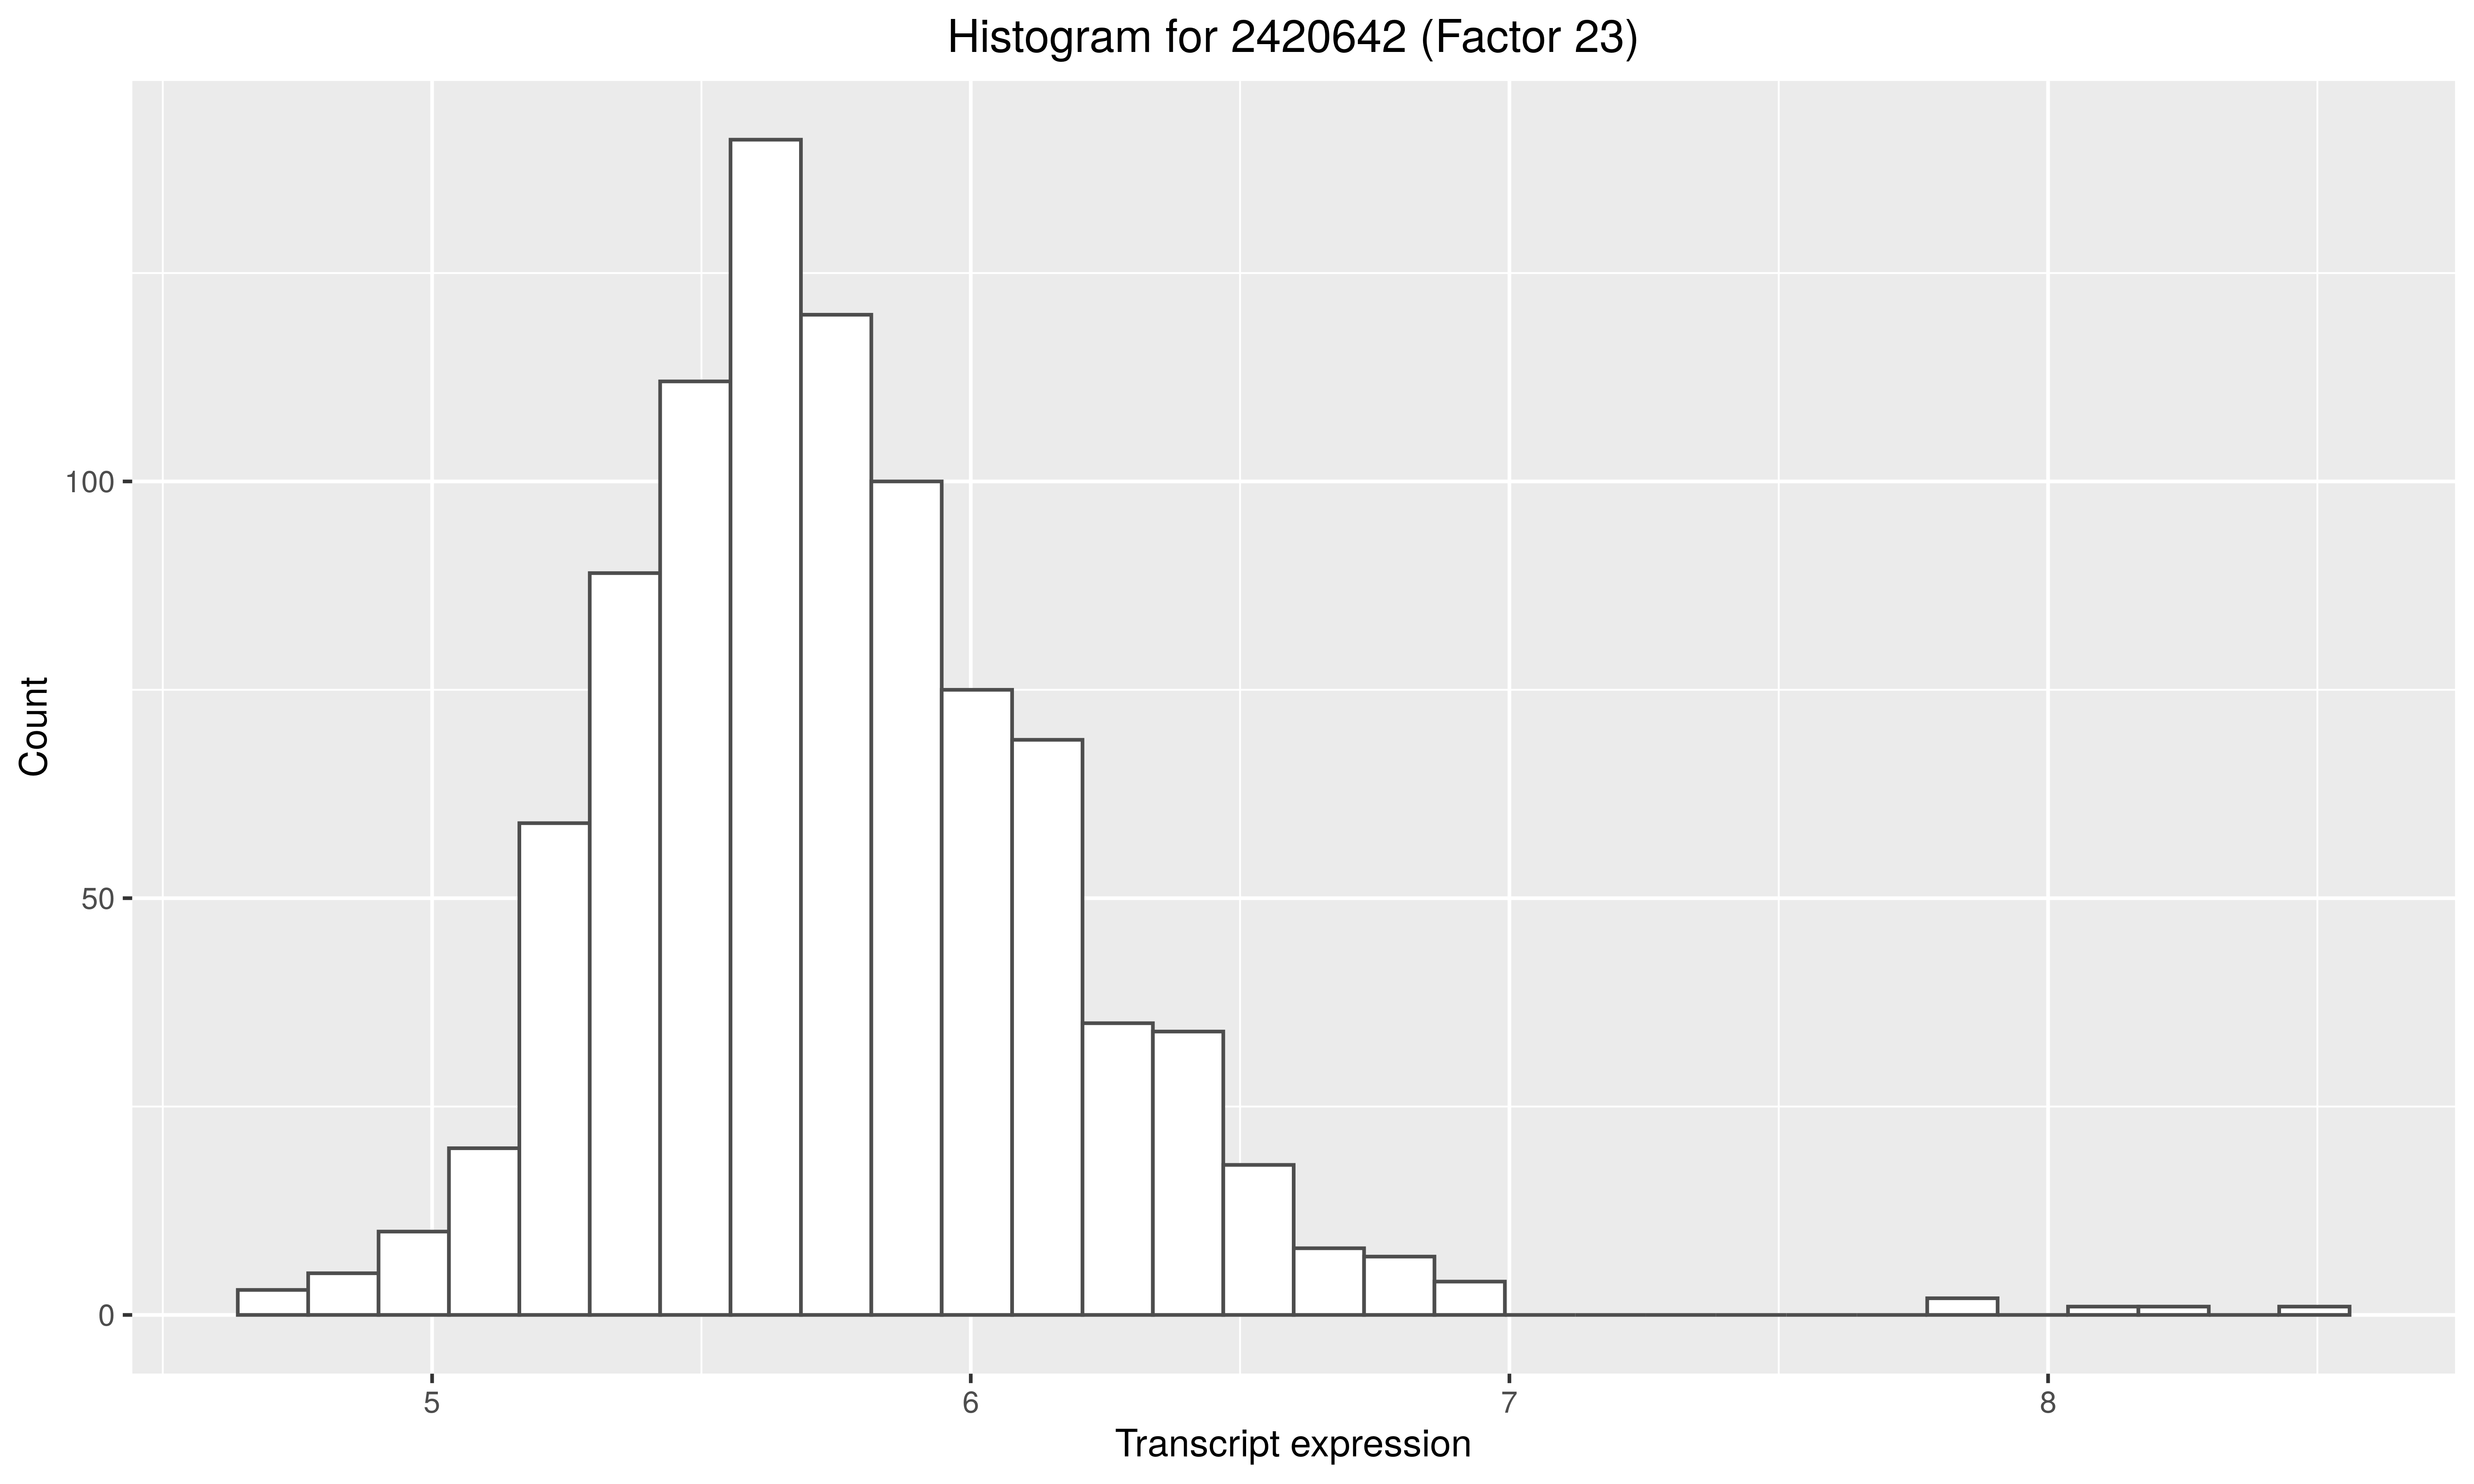 Histogram for 2420642 (Factor 23)
100
50
0
Count
5 6 7 8
Transcript expression